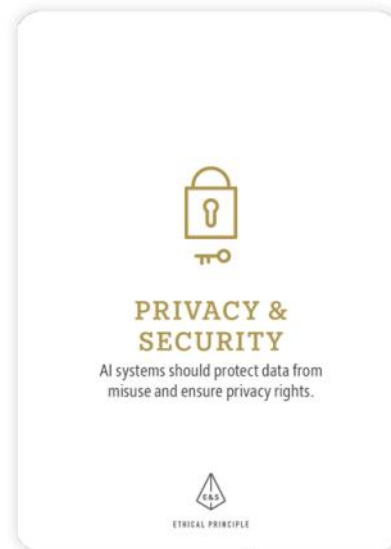 PRIVACY &
SECURITY
AI systems should protect data from
misuse and ensure privacy rights.
E&S
ETHICAL PRINCIPLE